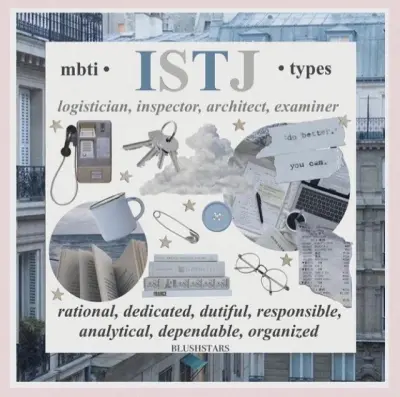 mbti •
ISTJ
• types
logistician, inspector, architect, examiner
'do better.'
you can.
rational, dedicated, dutiful, responsible,
analytical, dependable, organized
BLUSHSTARS